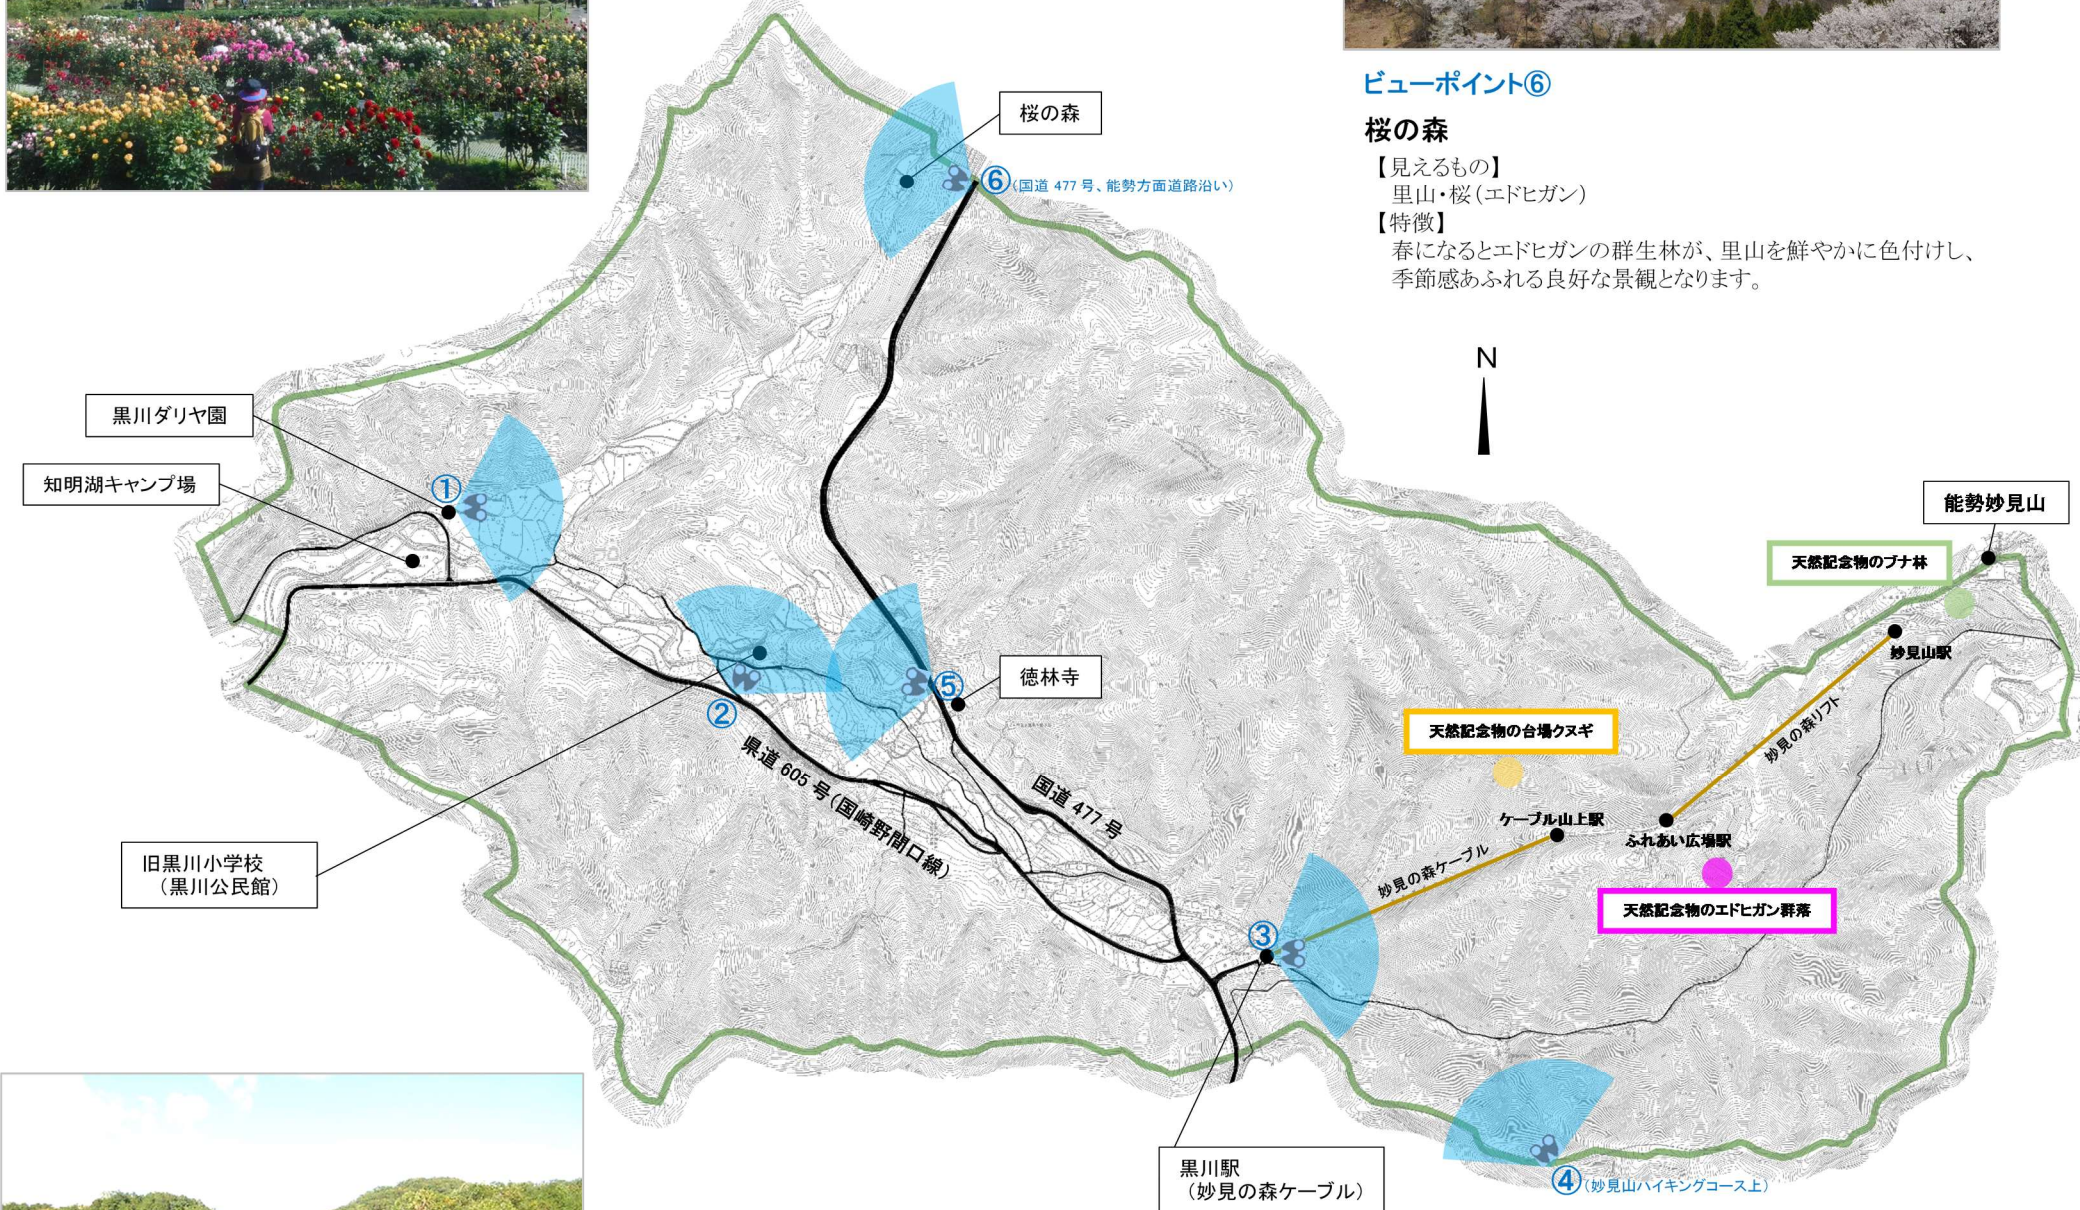 ビューポイント⑥
桜の森
【見えるもの】
里山・桜（エドヒガン）
【特徴】
春になるとエドヒガンの群生林が、里山を鮮やかに色付けし、
季節感あふれる良好な景観となります。
N
桜の森
⑥（国道 477 号、能勢方面道路沿い）
黒川ダリヤ園
知明湖キャンプ場
①
能勢妙見山
天然記念物のブナ林
妙見山駅
徳林寺
⑤
②
天然記念物の台場クヌギ
妙見の森リフト
県道 605 号（国崎野間口線）
国道 477 号
ケーブル山上駅
ふれあい広場駅
旧黒川小学校
（黒川公民館）
妙見の森ケーブル
天然記念物のエドヒガン群落
③
黒川駅
（妙見の森ケーブル）
④（妙見山ハイキングコース上）